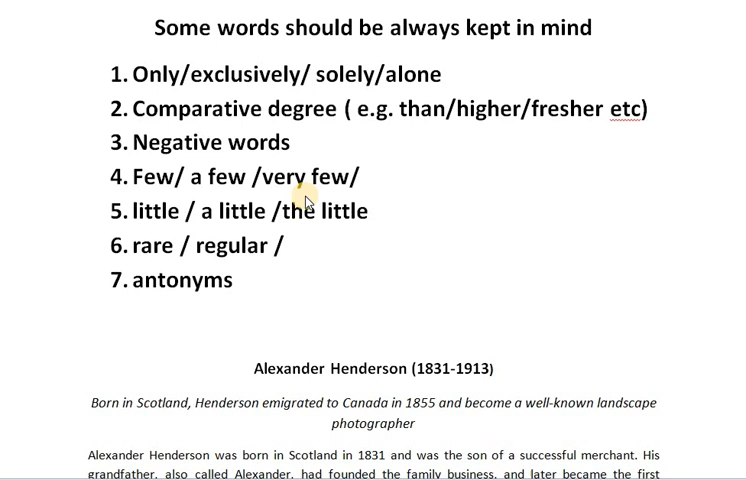 Some words should be always kept in mind
1. Only/exclusively/ solely/alone
2. Comparative degree ( e.g. than/higher/fresher etc)
3. Negative words
4. Few/ a few /very few/
5. little / a little /the little
6. rare / regular /
7. antonyms
Alexander Henderson (1831-1913)
Born in Scotland, Henderson emigrated to Canada in 1855 and become a well-known landscape
photographer
Alexander Henderson was born in Scotland in 1831 and was the son of a successful merchant. His
grandfather, also called Alexander, had founded the family business, and later became the first